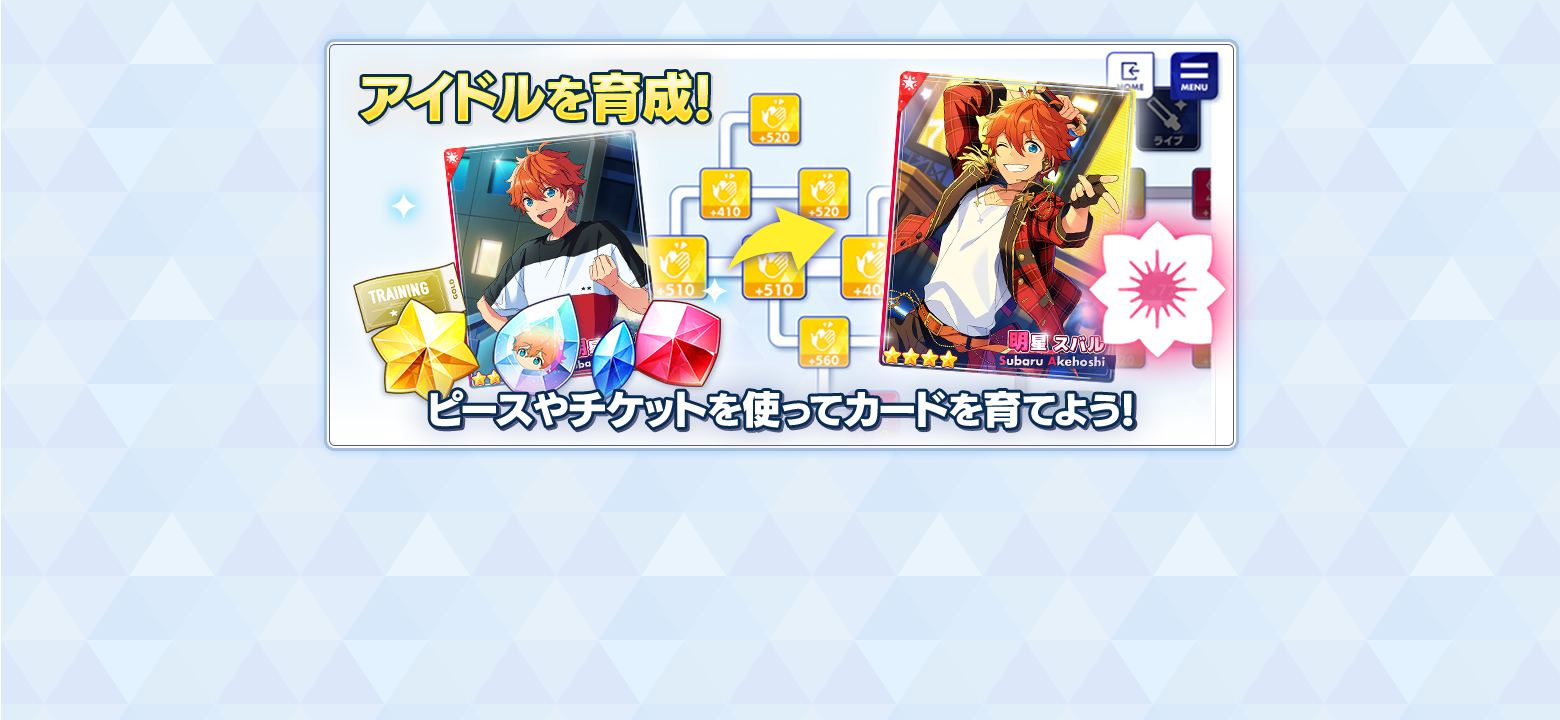 アイドルを育成!
HOME
MENU
ライブ
+520
+410
+520
+510
+510
+40
+560
TRAINING
GOLD
明星 スバル
Subaru Akehoshi
ピースやチケットを使ってカードを育てよう!